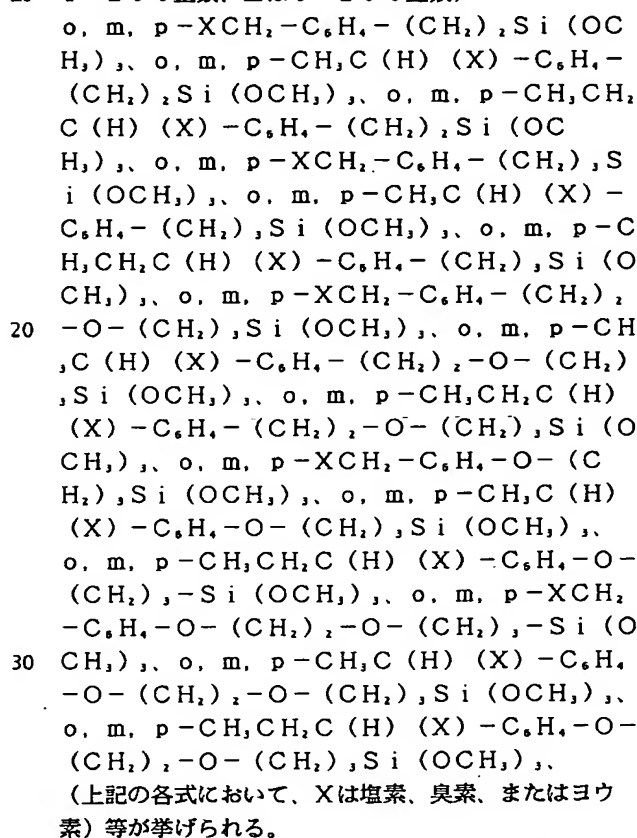 o, m, p－XCH₂－C₆H₄－(CH₂)₂Si(OC
H₃)₃、o, m, p－CH₃C(H)(X)－C₆H₄－
(CH₂)₂Si(OCH₃)₃、o, m, p－CH₃CH₂
C(H)(X)－C₆H₄－(CH₂)₂Si(OC
H₃)₃、o, m, p－XCH₂－C₆H₄－(CH₂)₃S
i(OCH₃)₃、o, m, p－CH₃C(H)(X)－
C₆H₄－(CH₂)₃Si(OCH₃)₃、o, m, p－C
H₃CH₂C(H)(X)－C₆H₄－(CH₂)₃Si(O
CH₃)₃、o, m, p－XCH₂－C₆H₄－(CH₂)₂
20 －O－(CH₂)₃Si(OCH₃)₃、o, m, p－CH
₃C(H)(X)－C₆H₄－(CH₂)₂－O－(CH₂)
₃Si(OCH₃)₃、o, m, p－CH₃CH₂C(H)
(X)－C₆H₄－(CH₂)₂－O－(CH₂)₃Si(O
CH₃)₃、o, m, p－XCH₂－C₆H₄－O－(C
H₂)₃Si(OCH₃)₃、o, m, p－CH₃C(H)
(X)－C₆H₄－O－(CH₂)₃Si(OCH₃)₃、
o, m, p－CH₃CH₂C(H)(X)－C₆H₄－O－
(CH₂)₃－Si(OCH₃)₃、o, m, p－XCH₂
－C₆H₄－O－(CH₂)₂－O－(CH₂)₃－Si(O
30 CH₃)₃、o, m, p－CH₃C(H)(X)－C₆H₄
－O－(CH₂)₂－O－(CH₂)₃Si(OCH₃)₃、
o, m, p－CH₃CH₂C(H)(X)－C₆H₄－O－
(CH₂)₂－O－(CH₂)₃Si(OCH₃)₃、
(上記の各式において、Xは塩素、臭素、またはヨウ
素)等が挙げられる。